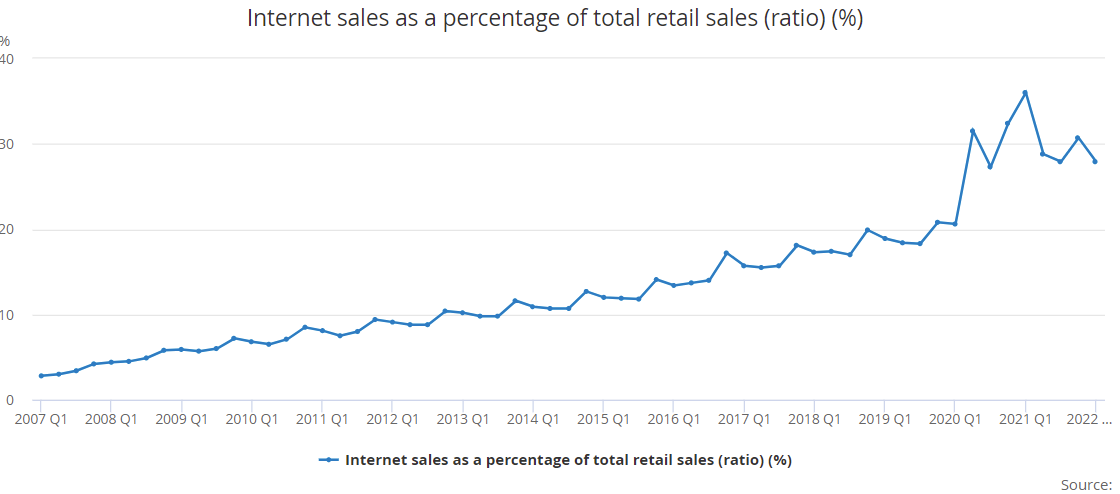 Internet sales as a percentage of total retail sales (ratio) (%)
%
40
30
20
10
0
2007 Q1 2008 Q1 2009 Q1 2010 Q1 2011 Q1 2012 Q1 2013 Q1 2014 Q1 2015 Q1 2016 Q1 2017 Q1 2018 Q1 2019 Q1 2020 Q1 2021 Q1 2022 ...
Internet sales as a percentage of total retail sales (ratio) (%)
Source: